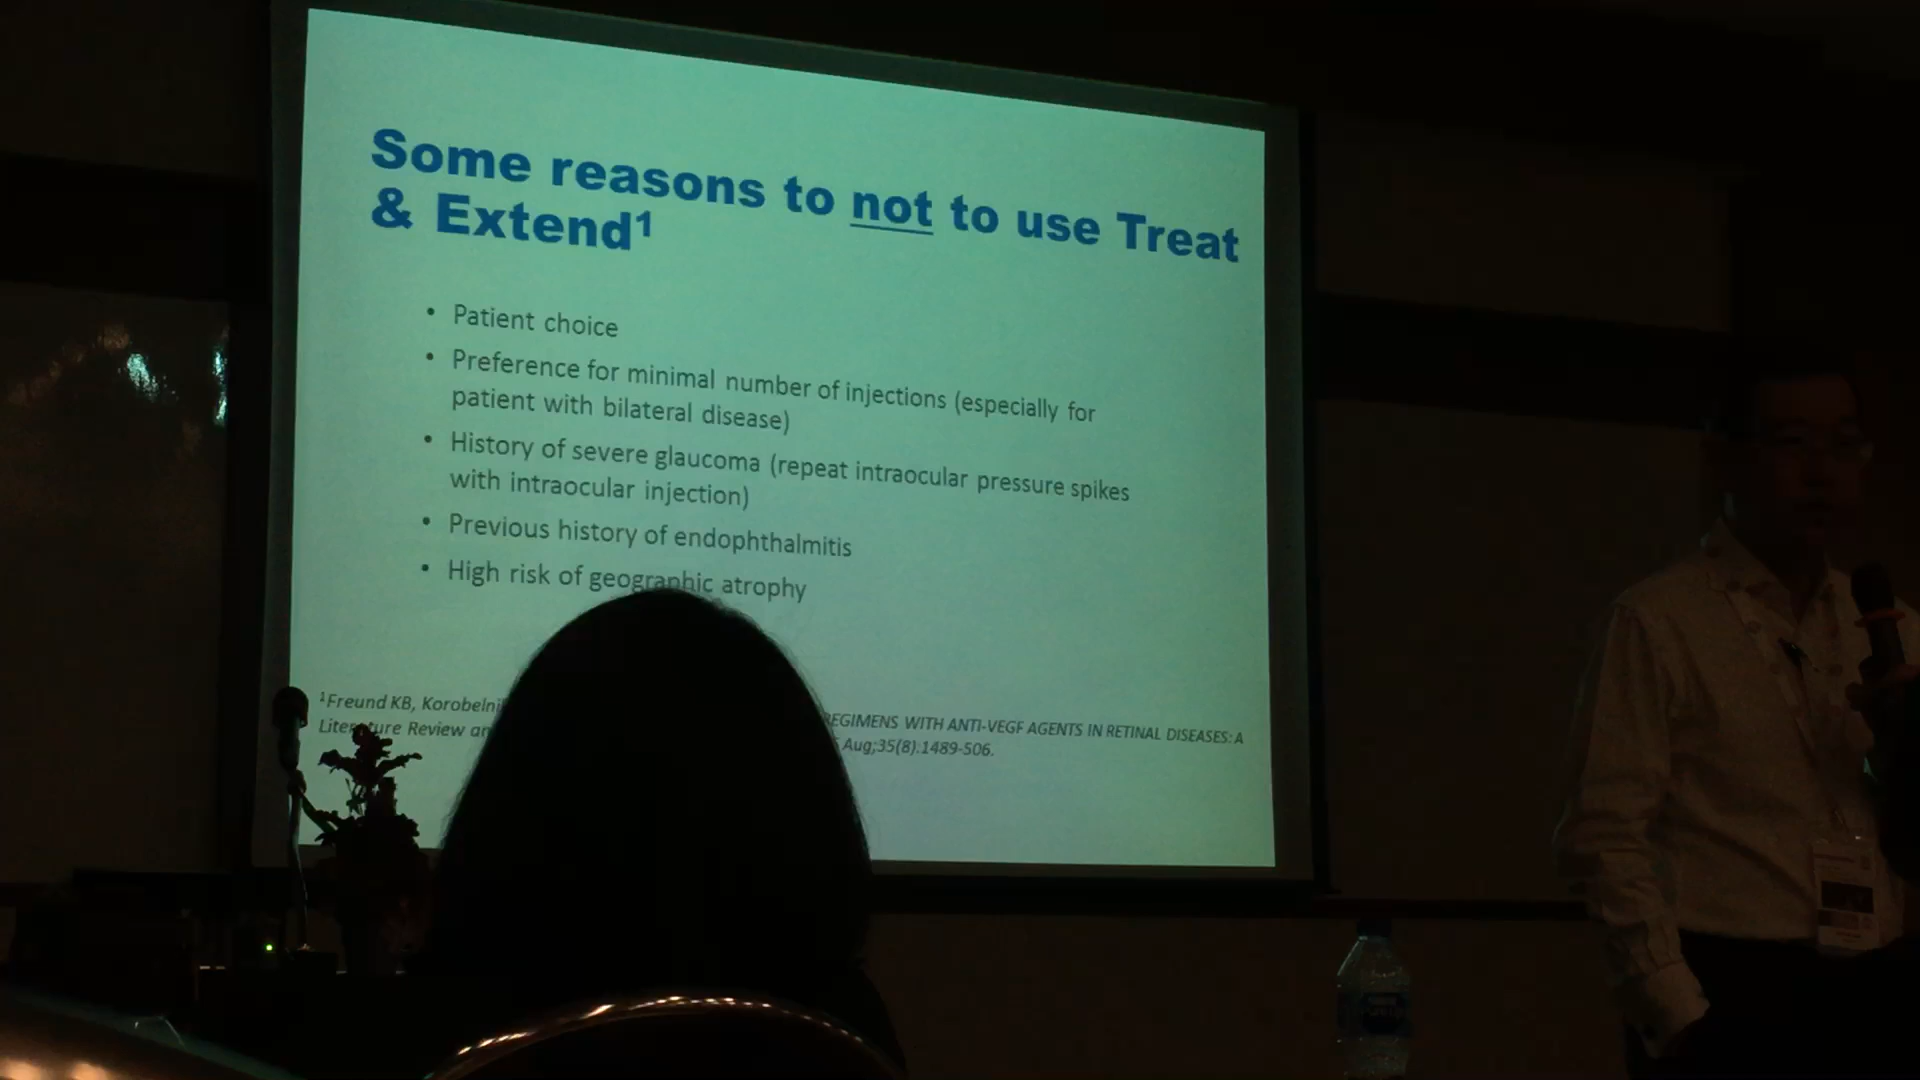 Some reasons to not to use Treat
& Extend¹
• Patient choice
• Preference for minimal number of injections (especially for
patient with bilateral disease)
• History of severe glaucoma (repeat intraocular pressure spikes
with intraocular injection)
• Previous history of endophthalmitis
• High risk of geographic atrophy
¹Freund KB, REGIMENS WITH ANTI-VEGF AGENTS IN RETINAL DISEASES: A
Literature Review Aug;35(8):1489-506.